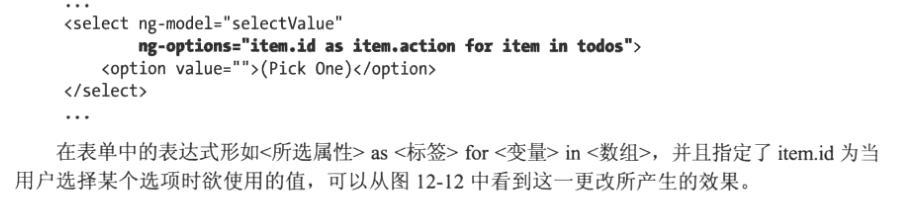 ...
<select ng-model="selectValue"
ng-options="item.id as item.action for item in todos">
<option value="">(Pick One)</option>
</select>
...
在表单中的表达式形如<所选属性> as <标签> for <变量> in <数组>，并且指定了 item.id 为当
用户选择某个选项时欲使用的值，可以从图 12-12 中看到这一更改所产生的效果。